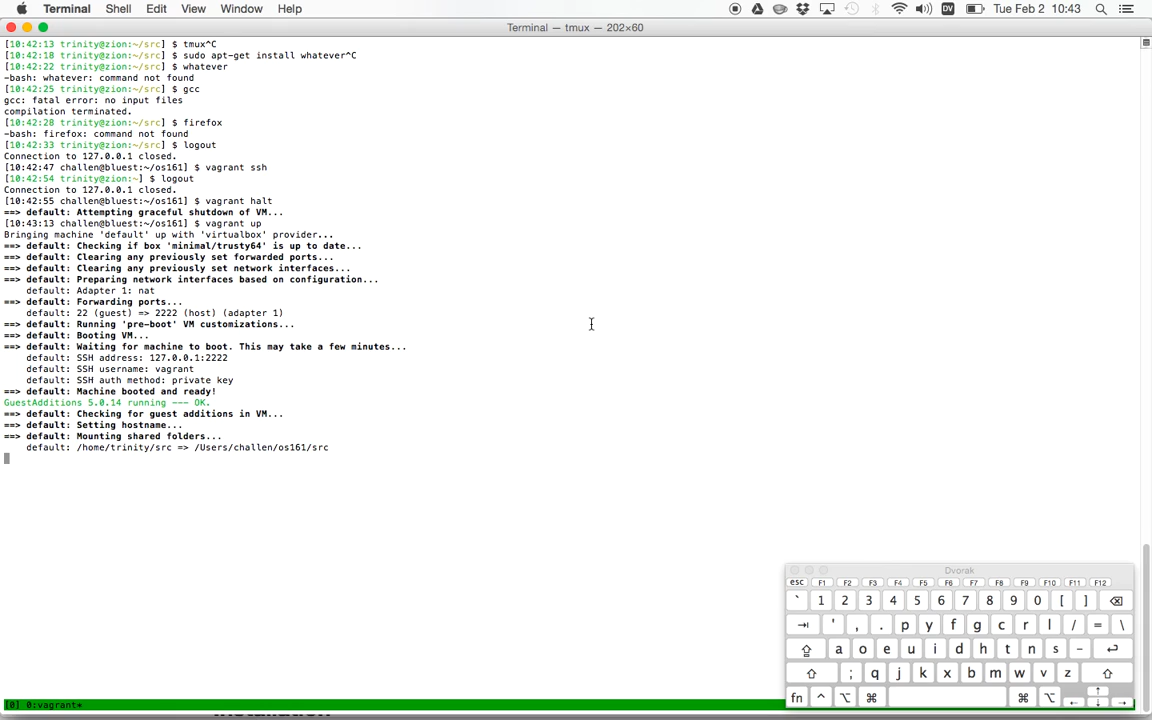 Terminal Shell Edit View Window Help DV Tue Feb 2 10:43
Terminal — tmux — 202×60
[10:42:13 trinity@zion:~/src] $ tmux^C
[10:42:18 trinity@zion:~/src] $ sudo apt-get install whatever^C
[10:42:22 trinity@zion:~/src] $ whatever
-bash: whatever: command not found
[10:42:25 trinity@zion:~/src] $ gcc
gcc: fatal error: no input files
compilation terminated.
[10:42:28 trinity@zion:~/src] $ firefox
-bash: firefox: command not found
[10:42:33 trinity@zion:~/src] $ logout
Connection to 127.0.0.1 closed.
[10:42:47 challen@bluest:~/os161] $ vagrant ssh
[10:42:54 trinity@zion:~] $ logout
Connection to 127.0.0.1 closed.
[10:42:55 challen@bluest:~/os161] $ vagrant halt
==> default: Attempting graceful shutdown of VM...
[10:43:13 challen@bluest:~/os161] $ vagrant up
Bringing machine 'default' up with 'virtualbox' provider...
==> default: Checking if box 'minimal/trusty64' is up to date...
==> default: Clearing any previously set forwarded ports...
==> default: Clearing any previously set network interfaces...
==> default: Preparing network interfaces based on configuration...
default: Adapter 1: nat
==> default: Forwarding ports...
default: 22 (guest) => 2222 (host) (adapter 1)
==> default: Running 'pre-boot' VM customizations...
==> default: Booting VM...
==> default: Waiting for machine to boot. This may take a few minutes...
default: SSH address: 127.0.0.1:2222
default: SSH username: vagrant
default: SSH auth method: private key
==> default: Machine booted and ready!
GuestAdditions 5.0.14 running --- OK.
==> default: Checking for guest additions in VM...
==> default: Setting hostname...
==> default: Mounting shared folders...
default: /home/trinity/src => /Users/challen/os161/src
Dvorak
esc F1 F2 F3 F4 F5 F6 F7 F8 F9 F10 F11 F12
` 1 2 3 4 5 6 7 8 9 0 [ ]
' , . p y f g c r l / = \
a o e u i d h t n s -
; q j k x b m w v z
fn ^ ⌥ ⌘ ⌘ ⌥
[0] 0:vagrant*